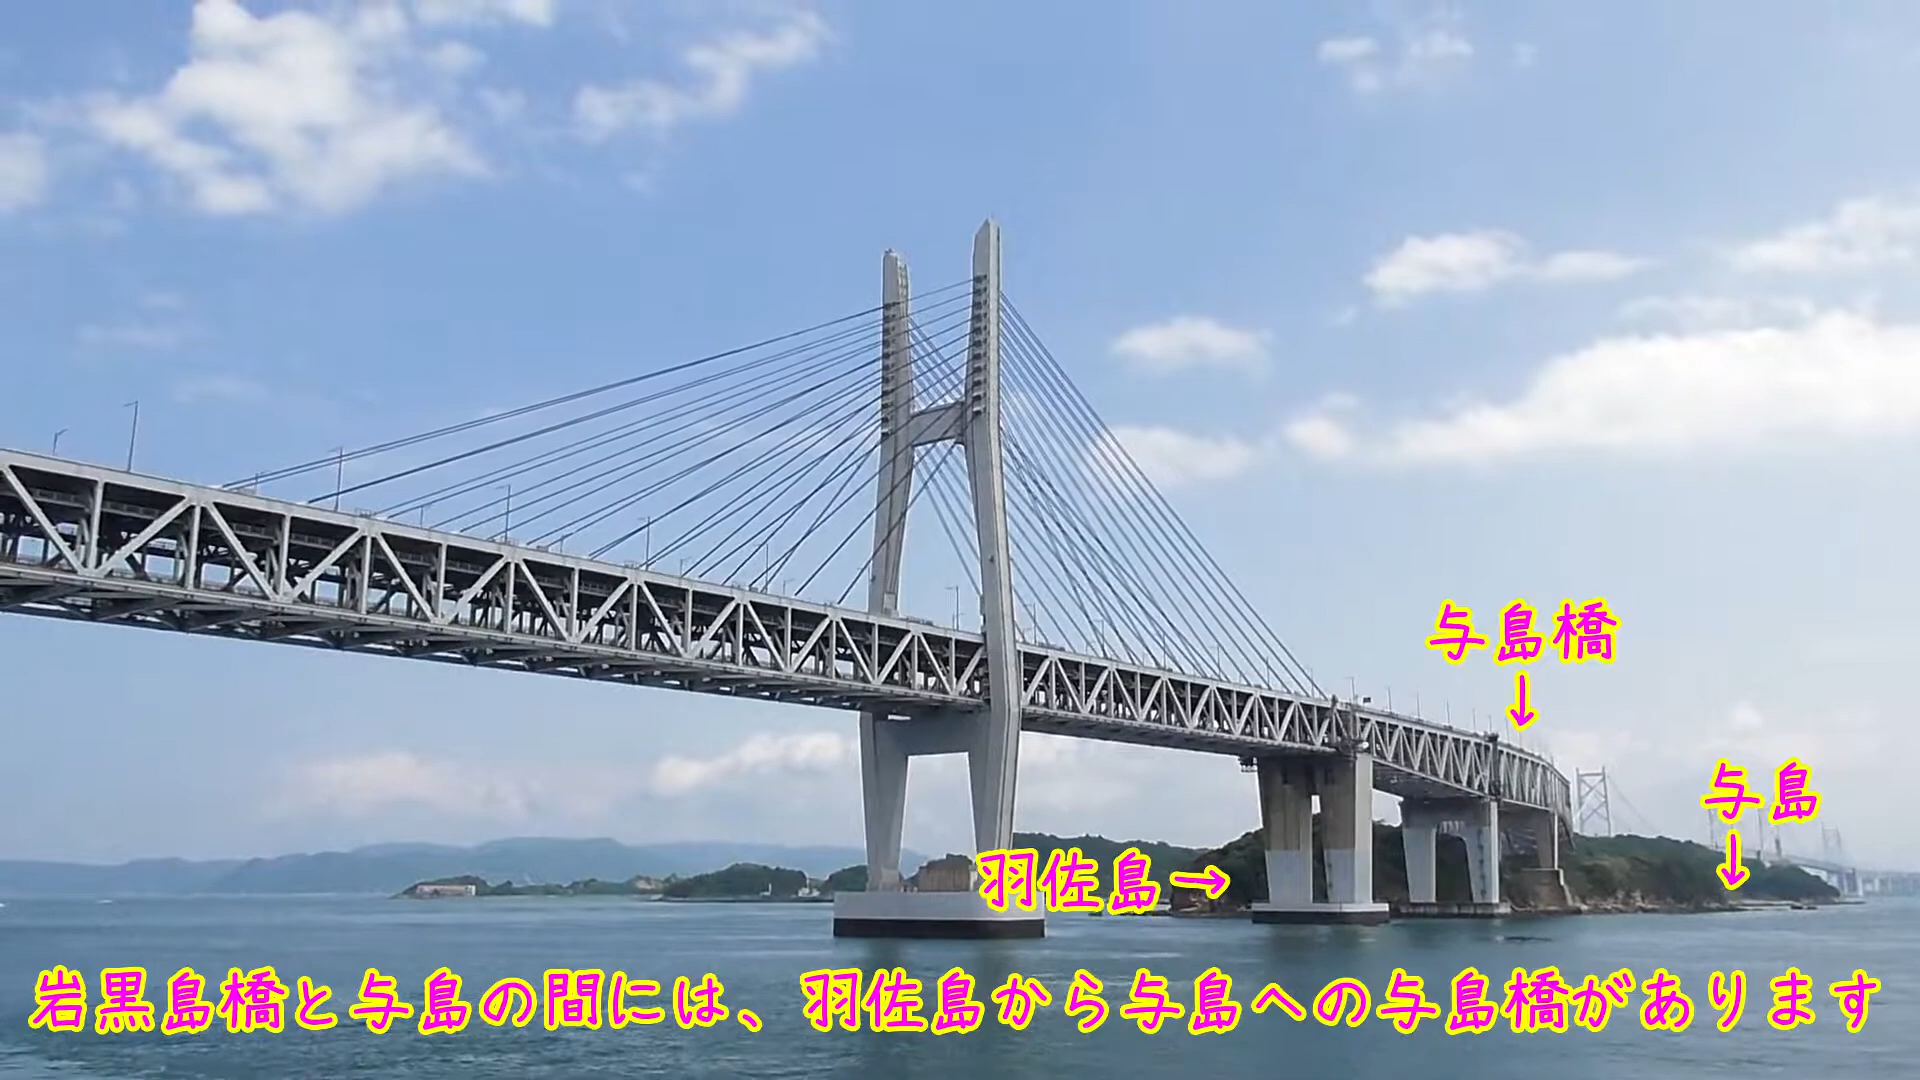 与島橋
↓
与島
↓
羽佐島→
岩黒島橋と与島の間には、羽佐島から与島への与島橋があります